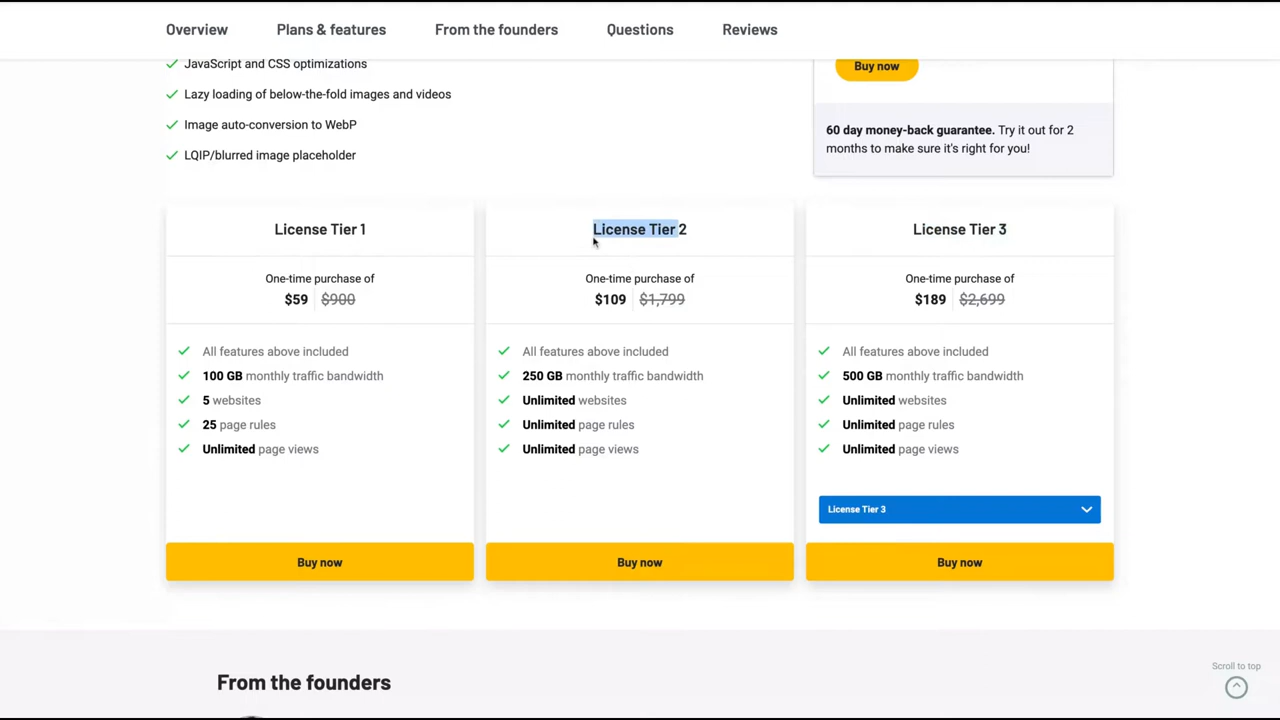 Overview Plans & features From the founders Questions Reviews
JavaScript and CSS optimizations
Lazy loading of below-the-fold images and videos
Image auto-conversion to WebP
LQIP/blurred image placeholder
Buy now
60 day money-back guarantee. Try it out for 2
months to make sure it's right for you!
License Tier 1
One-time purchase of
$59 $900
All features above included
100 GB monthly traffic bandwidth
5 websites
25 page rules
Unlimited page views
Buy now
License Tier 2
One-time purchase of
$109 $1,799
All features above included
250 GB monthly traffic bandwidth
Unlimited websites
Unlimited page rules
Unlimited page views
Buy now
License Tier 3
One-time purchase of
$189 $2,699
All features above included
500 GB monthly traffic bandwidth
Unlimited websites
Unlimited page rules
Unlimited page views
License Tier 3
Buy now
From the founders
Scroll to top